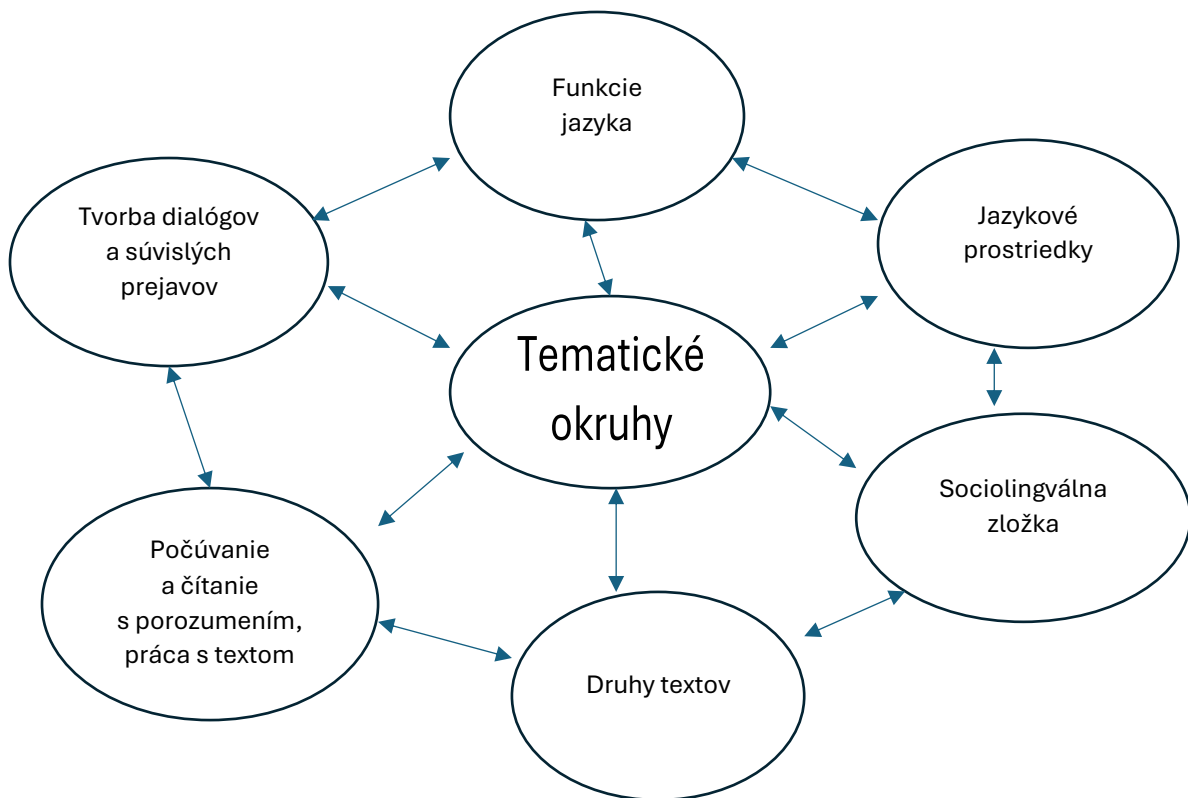 Funkcie
jazyka
Tvorba dialógov
a súvislých
prejavov
Jazykové
prostriedky
Tematické
okruhy
Sociolingválna
zložka
Počúvanie
a čítanie
s porozumením,
práca s textom
Druhy textov